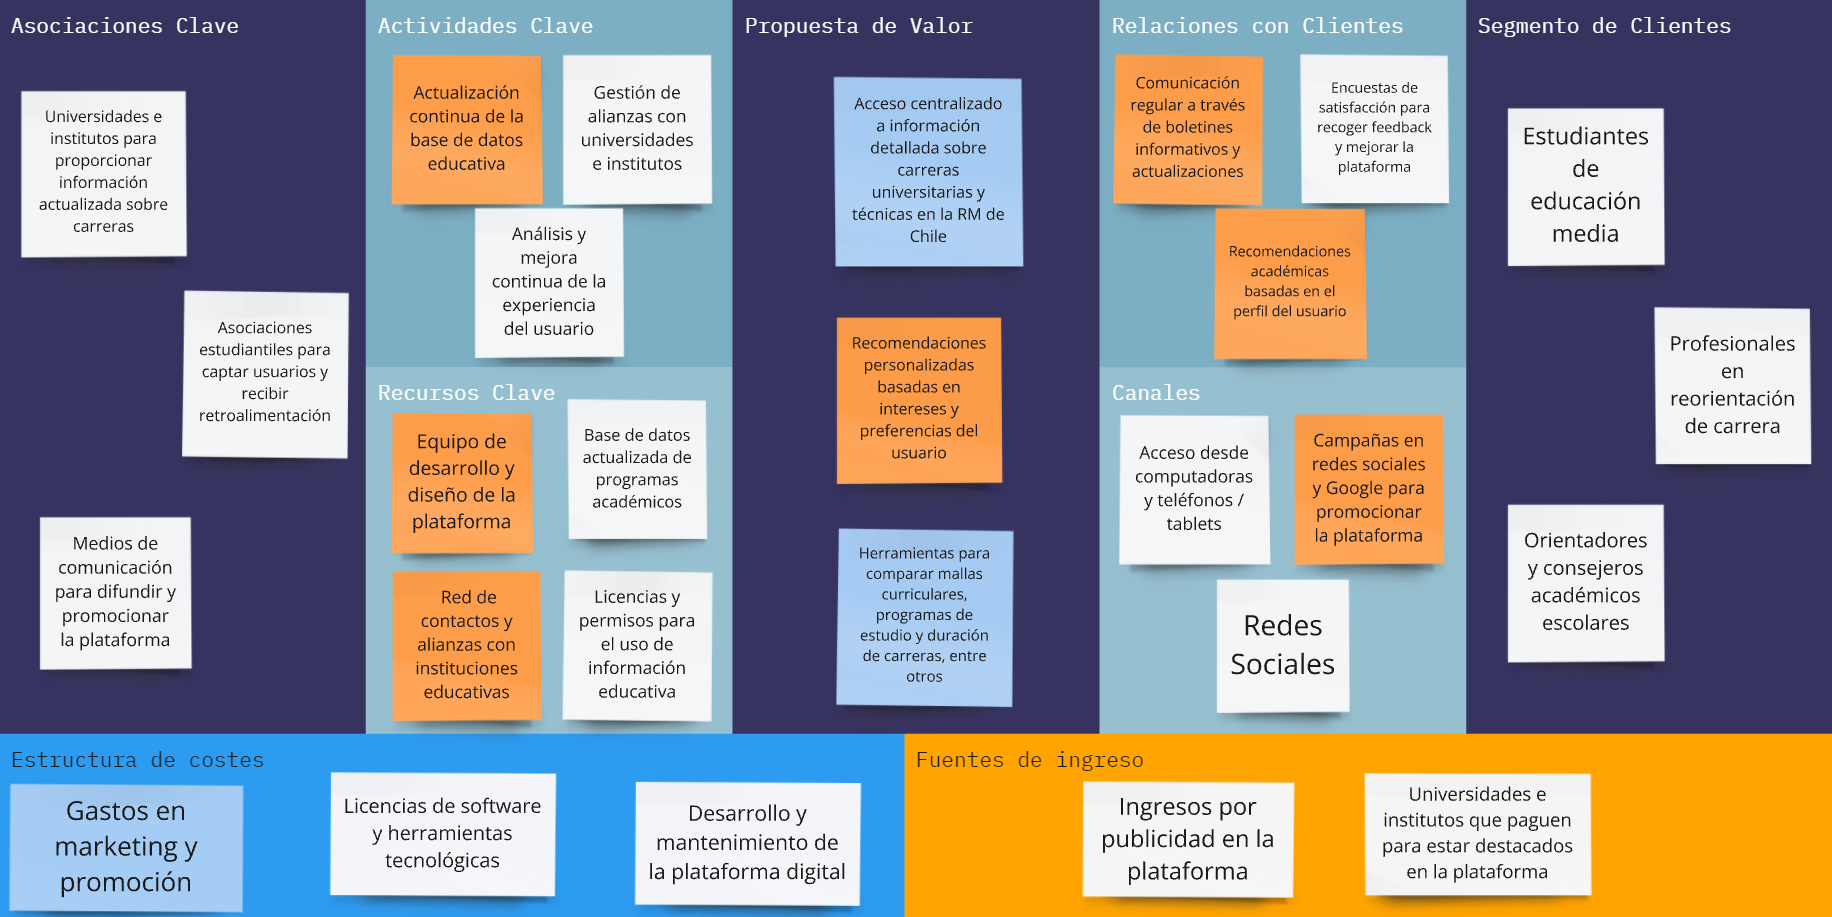 Asociaciones Clave
Universidades e
institutos para
proporcionar
información
actualizada sobre
carreras
Asociaciones
estudiantiles para
captar usuarios y
recibir
retroalimentación
Medios de
comunicación
para difundir y
promocionar
la plataforma
Actividades Clave
Actualización
continua de la
base de datos
educativa
Gestión de
alianzas con
universidades
e institutos
Análisis y
mejora
continua de la
experiencia
del usuario
Recursos Clave
Equipo de
desarrollo y
diseño de la
plataforma
Base de datos
actualizada de
programas
académicos
Red de
contactos y
alianzas con
instituciones
educativas
Licencias y
permisos para
el uso de
información
educativa
Propuesta de Valor
Acceso centralizado
a información
detallada sobre
carreras
universitarias y
técnicas en la RM de
Chile
Recomendaciones
personalizadas
basadas en
intereses y
preferencias del
usuario
Herramientas para
comparar mallas
curriculares,
programas de
estudio y duración
de carreras, entre
otros
Relaciones con Clientes
Comunicación
regular a través
de boletines
informativos y
actualizaciones
Encuestas de
satisfacción para
recoger feedback
y mejorar la
plataforma
Recomendaciones
académicas
basadas en el
perfil del usuario
Canales
Acceso desde
computadoras
y teléfonos /
tablets
Campañas en
redes sociales
y Google para
promocionar
la plataforma
Redes
Sociales
Segmento de Clientes
Estudiantes
de
educación
media
Profesionales
en
reorientación
de carrera
Orientadores
y consejeros
académicos
escolares
Estructura de costes
Gastos en
marketing y
promoción
Licencias de software
y herramientas
tecnológicas
Desarrollo y
mantenimiento de
la plataforma digital
Fuentes de ingreso
Ingresos por
publicidad en la
plataforma
Universidades e
institutos que paguen
para estar destacados
en la plataforma